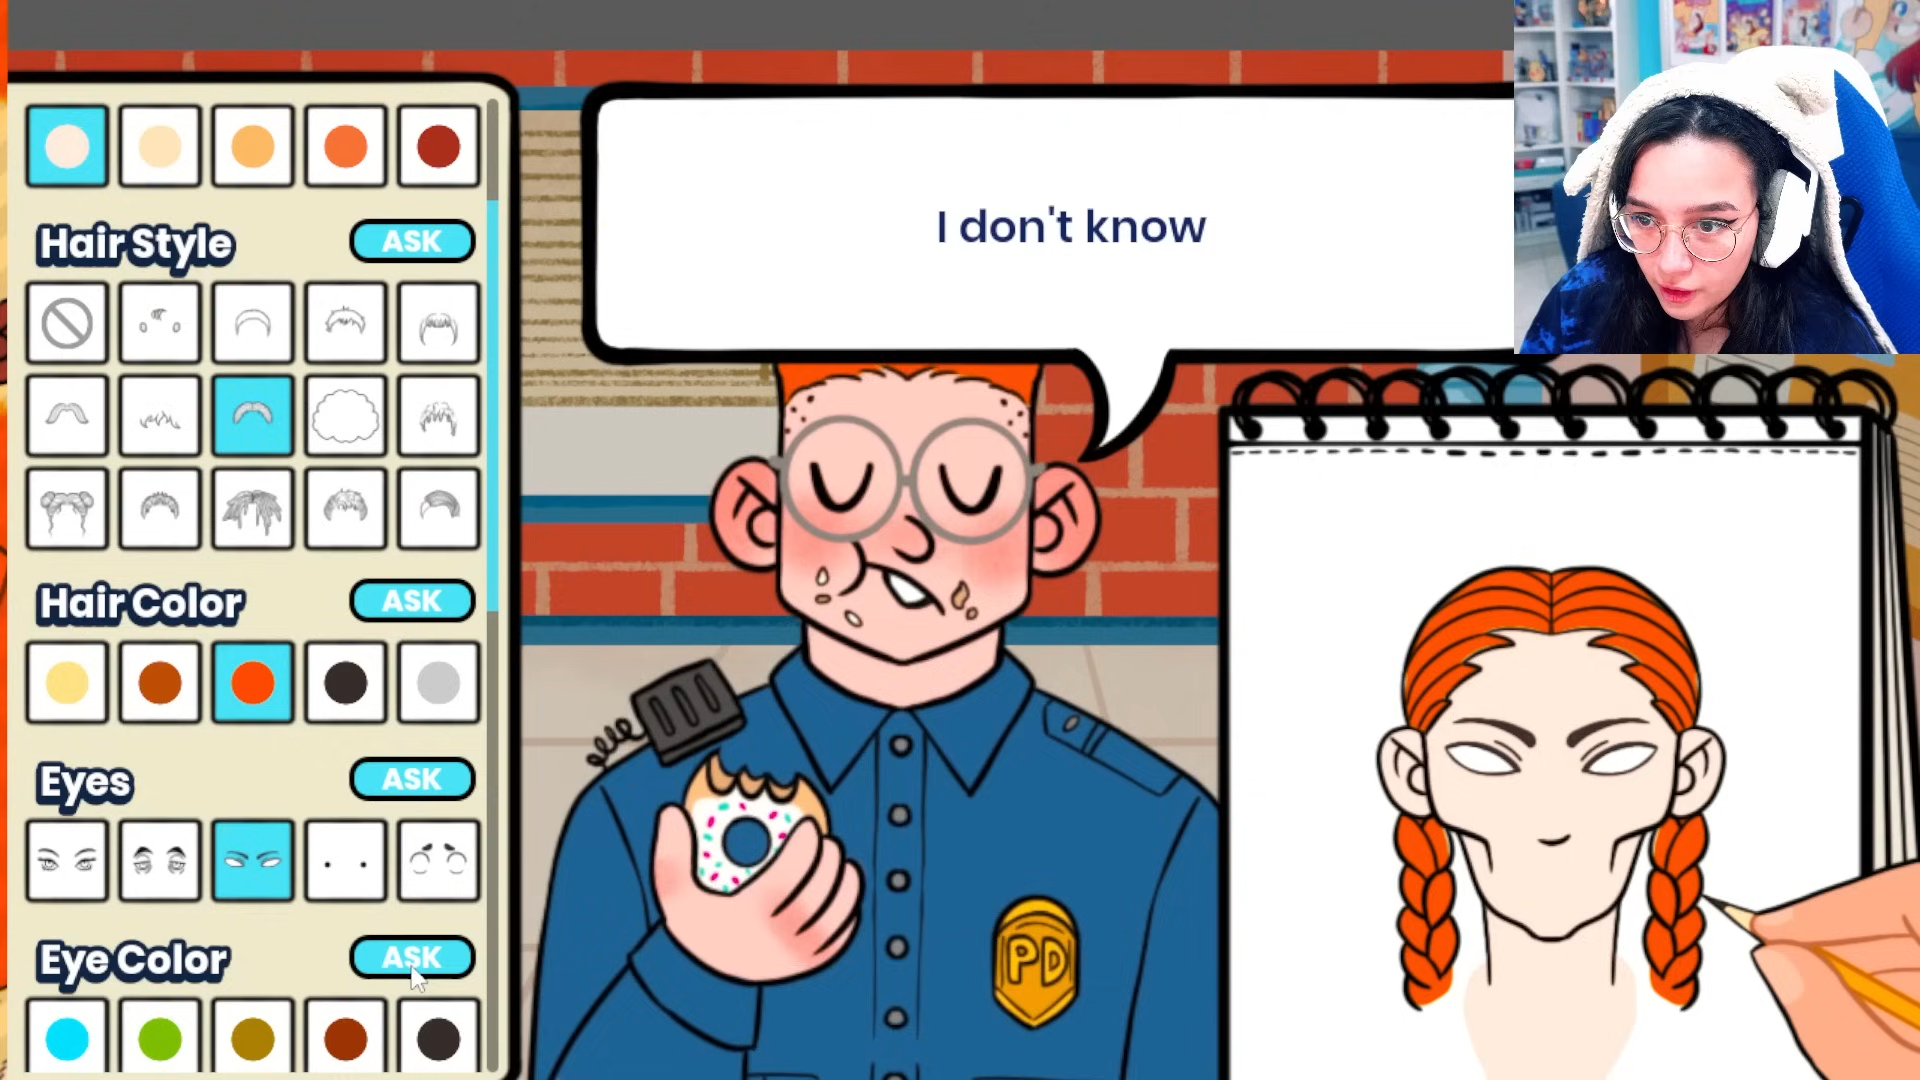 I don't know
Hair Style
ASK
Hair Color
ASK
Eyes
ASK
Eye Color
ASK
PD